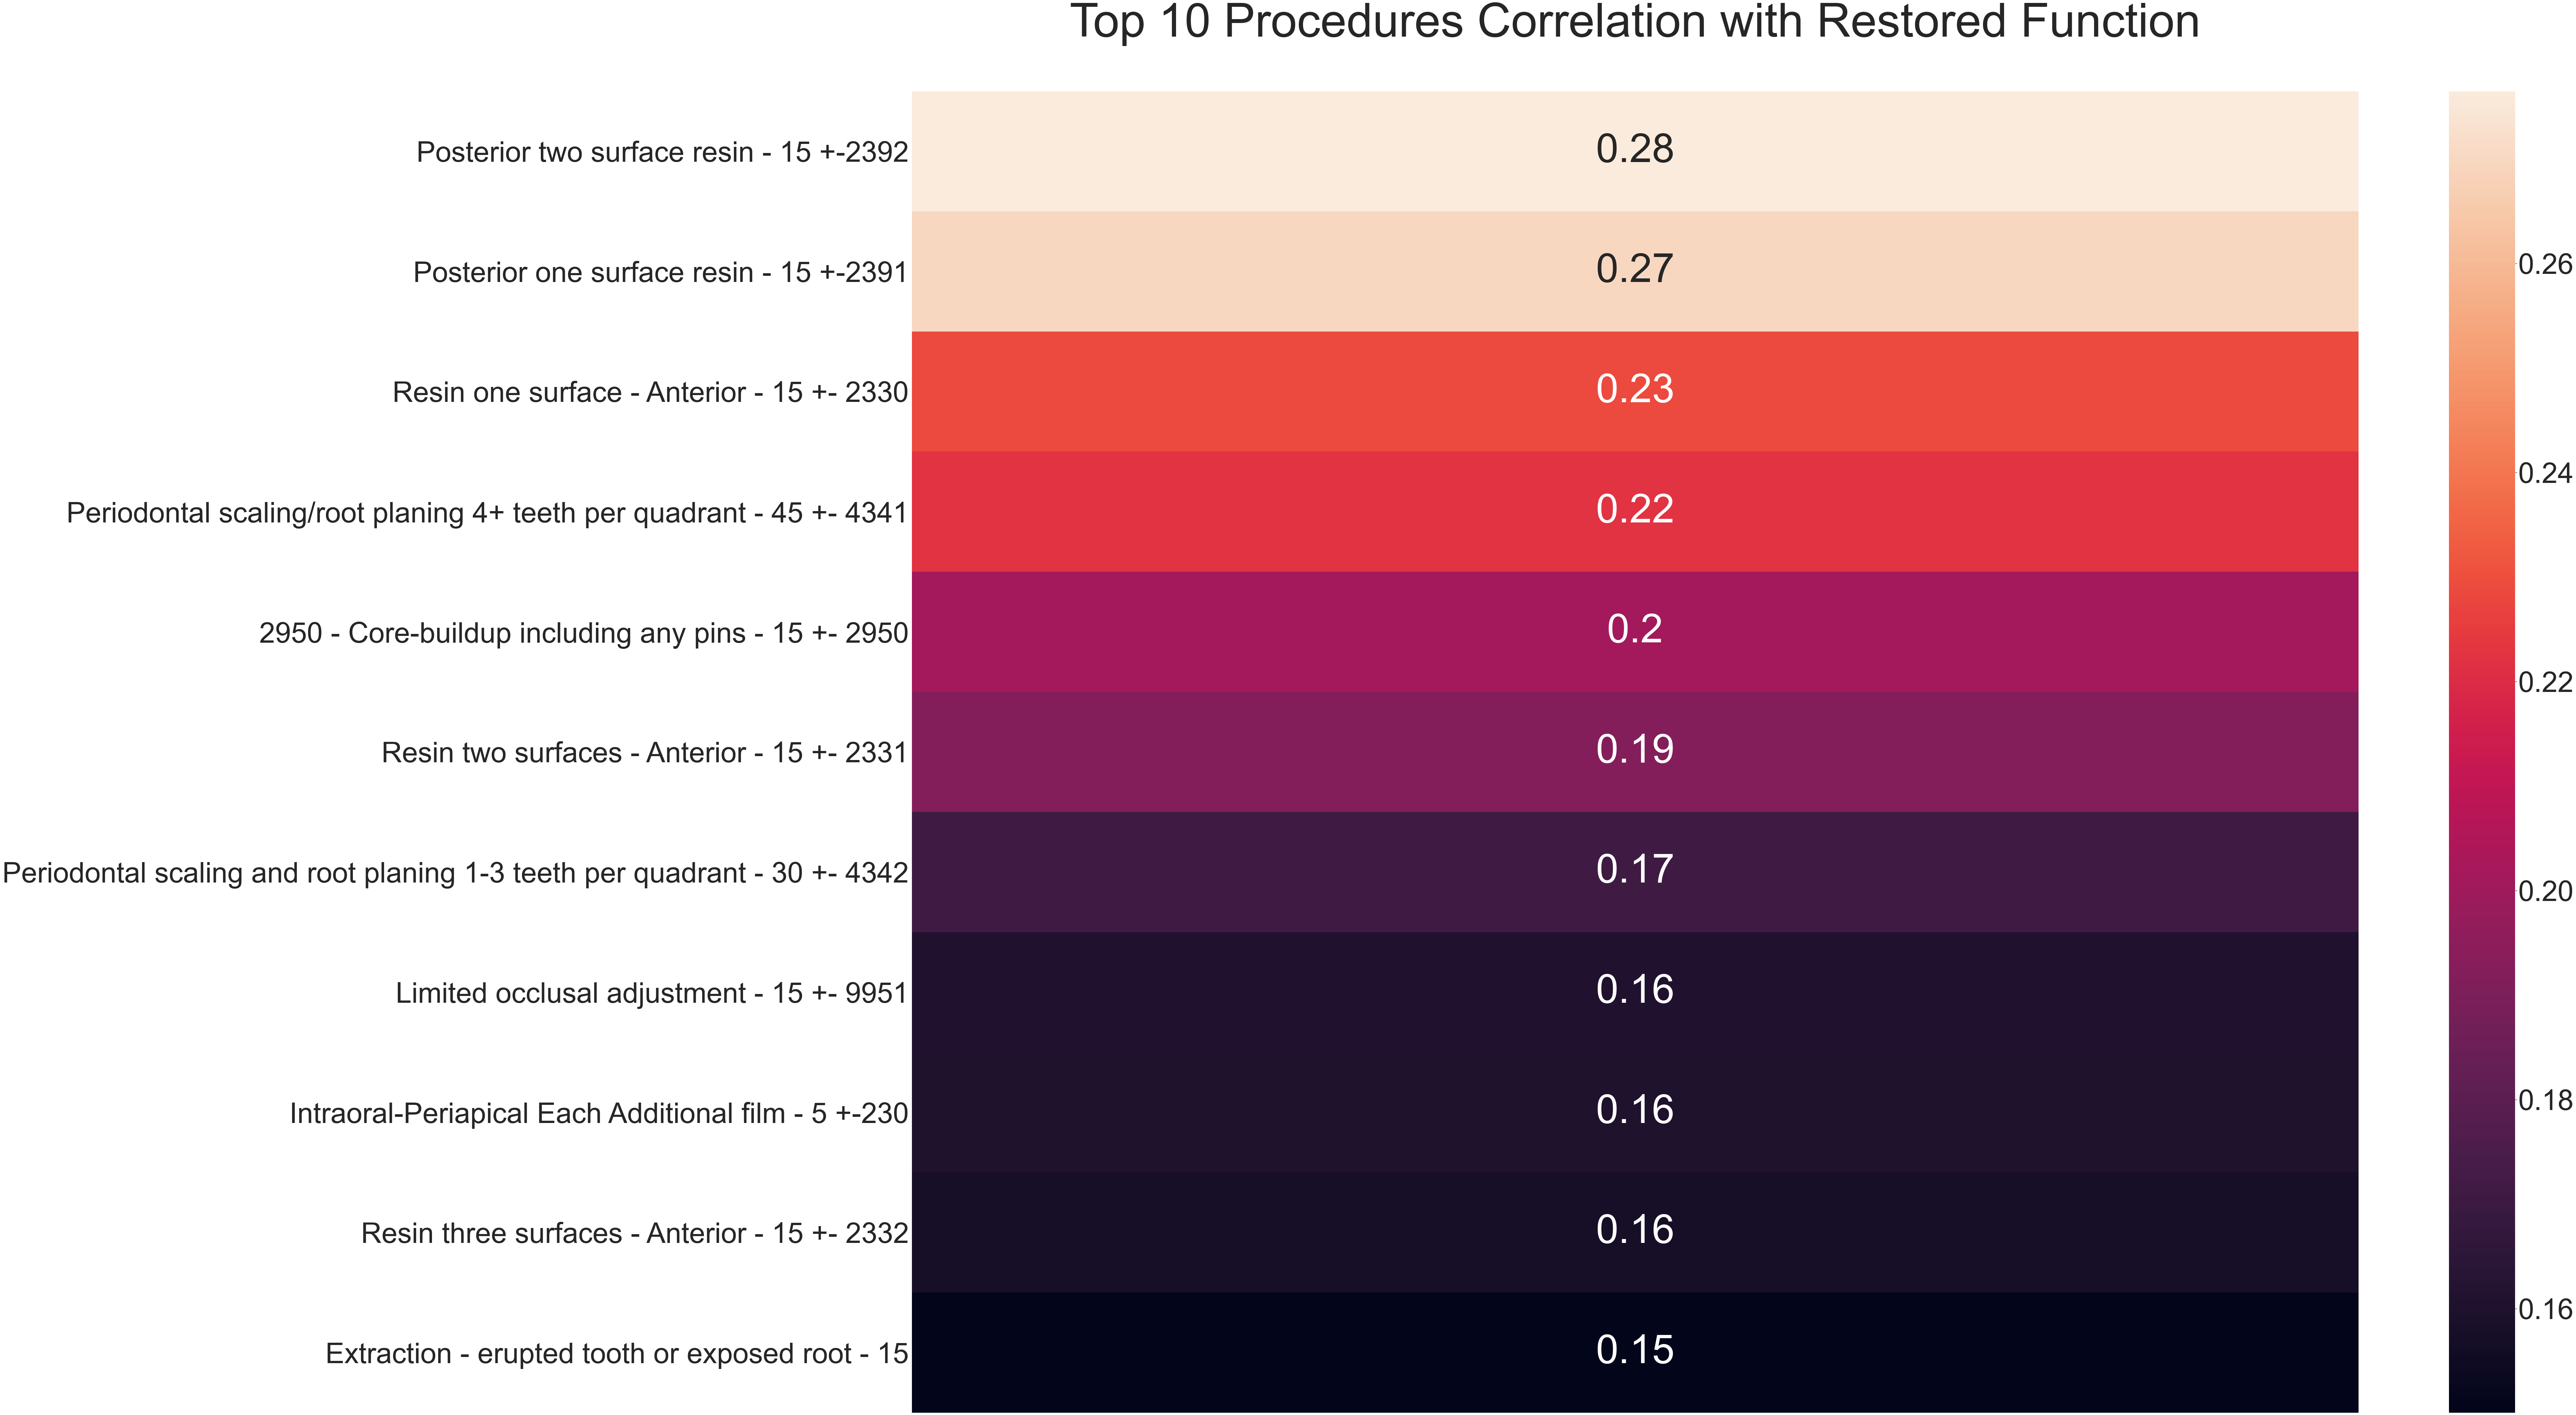 Top 10 Procedures Correlation with Restored Function
Posterior two surface resin - 15 +-2392
0.28
Posterior one surface resin - 15 +-2391
0.27
Resin one surface - Anterior - 15 +- 2330
0.23
Periodontal scaling/root planing 4+ teeth per quadrant - 45 +- 4341
0.22
2950 - Core-buildup including any pins - 15 +- 2950
0.2
Resin two surfaces - Anterior - 15 +- 2331
0.19
Periodontal scaling and root planing 1-3 teeth per quadrant - 30 +- 4342
0.17
Limited occlusal adjustment - 15 +- 9951
0.16
Intraoral-Periapical Each Additional film - 5 +-230
0.16
Resin three surfaces - Anterior - 15 +- 2332
0.16
Extraction - erupted tooth or exposed root - 15
0.15
0.26
0.24
0.22
0.20
0.18
0.16